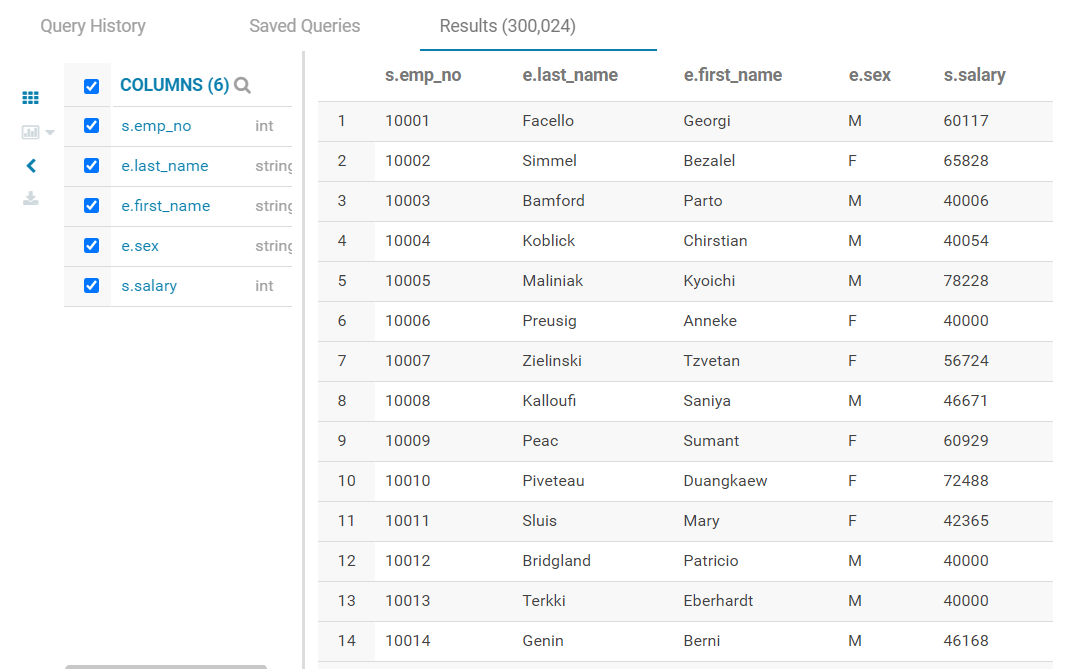 Query History Saved Queries Results (300,024)
COLUMNS (6)
s.emp_no int
e.last_name string
e.first_name string
e.sex string
s.salary int
s.emp_no e.last_name e.first_name e.sex s.salary
1 10001 Facello Georgi M 60117
2 10002 Simmel Bezalel F 65828
3 10003 Bamford Parto M 40006
4 10004 Koblick Chirstian M 40054
5 10005 Maliniak Kyoichi M 78228
6 10006 Preusig Anneke F 40000
7 10007 Zielinski Tzvetan F 56724
8 10008 Kalloufi Saniya M 46671
9 10009 Peac Sumant F 60929
10 10010 Piveteau Duangkaew F 72488
11 10011 Sluis Mary F 42365
12 10012 Bridgland Patricio M 40000
13 10013 Terkki Eberhardt M 40000
14 10014 Genin Berni M 46168